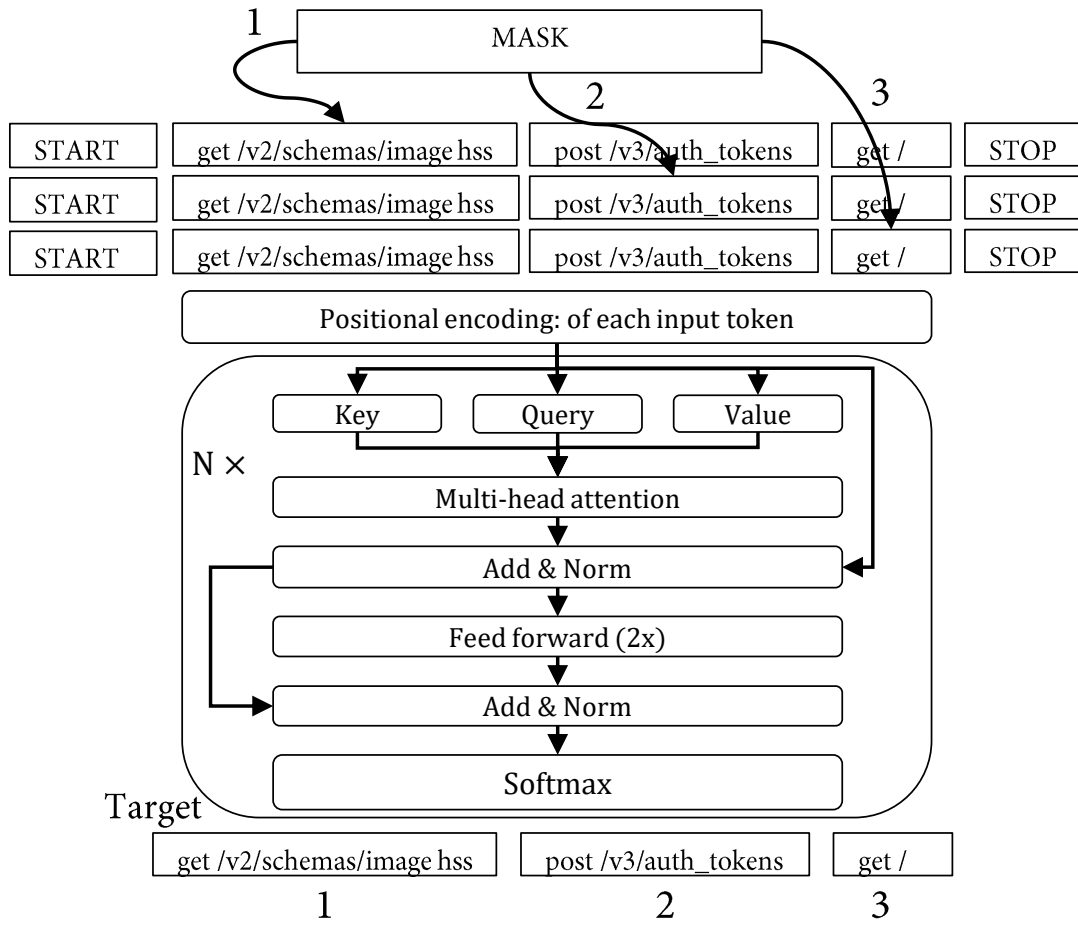 1
MASK
2
3
START get /v2/schemas/image hss post /v3/auth_tokens get / STOP
START get /v2/schemas/image hss post /v3/auth_tokens get / STOP
START get /v2/schemas/image hss post /v3/auth_tokens get / STOP
Positional encoding: of each input token
Key Query Value
N ×
Multi-head attention
Add & Norm
Feed forward (2x)
Add & Norm
Softmax
Target
get /v2/schemas/image hss post /v3/auth_tokens get /
1 2 3